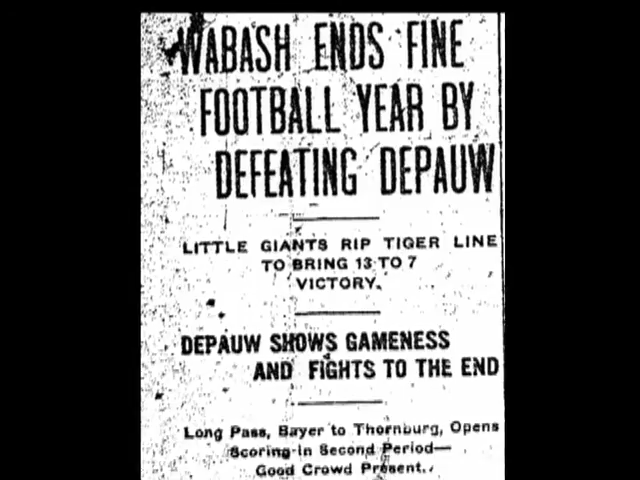 WABASH ENDS FINE
FOOTBALL YEAR BY
DEFEATING DEPAUW
LITTLE GIANTS RIP TIGER LINE
TO BRING 13 TO 7
VICTORY.
DEPAUW SHOWS GAMENESS
AND FIGHTS TO THE END
Long Pass, Bayer to Thornburg, Opens
Scoring in Second Period—
Good Crowd Present.